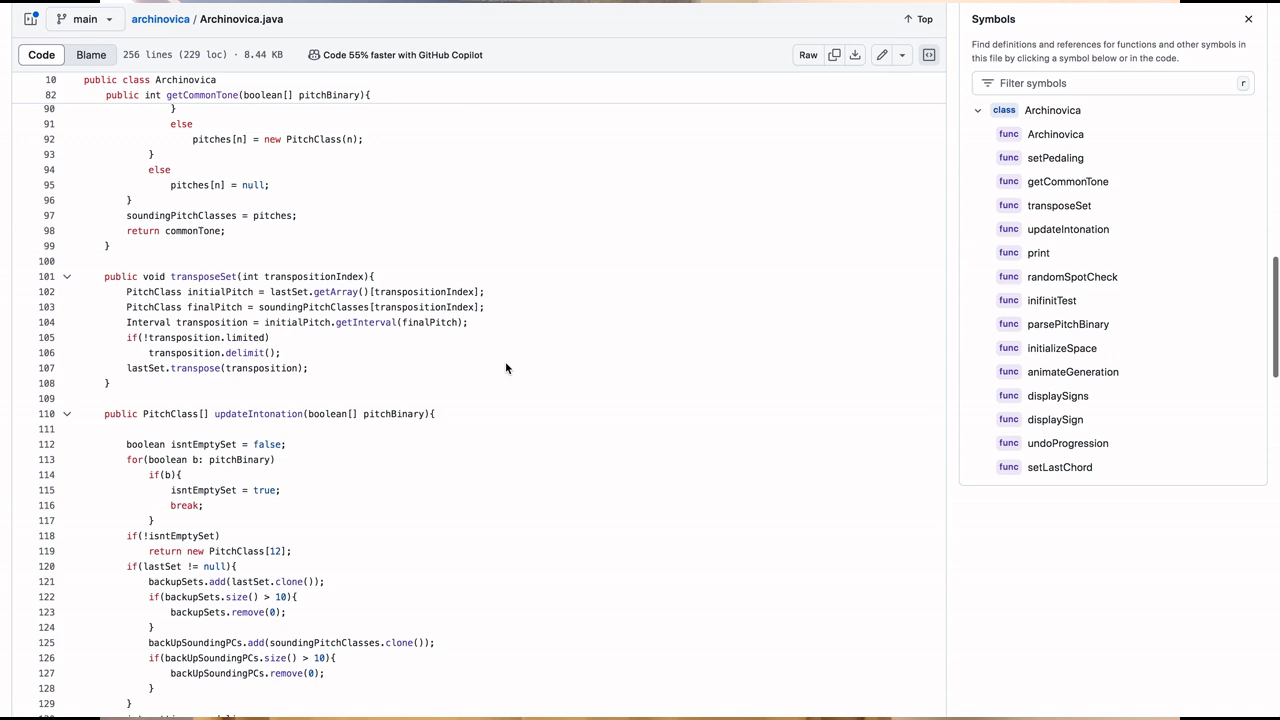 main
archinovica / Archinovica.java
Top
Code Blame 256 lines (229 loc) · 8.44 KB Code 55% faster with GitHub Copilot Raw
10 public class Archinovica
82 public int getCommonTone(boolean[] pitchBinary){
90 }
91 else
92 pitches[n] = new PitchClass(n);
93 }
94 else
95 pitches[n] = null;
96 }
97 soundingPitchClasses = pitches;
98 return commonTone;
99 }
100
101 public void transposeSet(int transpositionIndex){
102 PitchClass initialPitch = lastSet.getArray()[transpositionIndex];
103 PitchClass finalPitch = soundingPitchClasses[transpositionIndex];
104 Interval transposition = initialPitch.getInterval(finalPitch);
105 if(!transposition.limited)
106 transposition.delimit();
107 lastSet.transpose(transposition);
108 }
109
110 public PitchClass[] updateIntonation(boolean[] pitchBinary){
111
112 boolean isntEmptySet = false;
113 for(boolean b: pitchBinary)
114 if(b){
115 isntEmptySet = true;
116 break;
117 }
118 if(!isntEmptySet)
119 return new PitchClass[12];
120 if(lastSet != null){
121 backupSets.add(lastSet.clone());
122 if(backupSets.size() > 10){
123 backupSets.remove(0);
124 }
125 backUpSoundingPCs.add(soundingPitchClasses.clone());
126 if(backUpSoundingPCs.size() > 10){
127 backUpSoundingPCs.remove(0);
128 }
129 }
Symbols
Find definitions and references for functions and other symbols in
this file by clicking a symbol below or in the code.
Filter symbols r
class Archinovica
func Archinovica
func setPedaling
func getCommonTone
func transposeSet
func updateIntonation
func print
func randomSpotCheck
func inifinitTest
func parsePitchBinary
func initializeSpace
func animateGeneration
func displaySigns
func displaySign
func undoProgression
func setLastChord